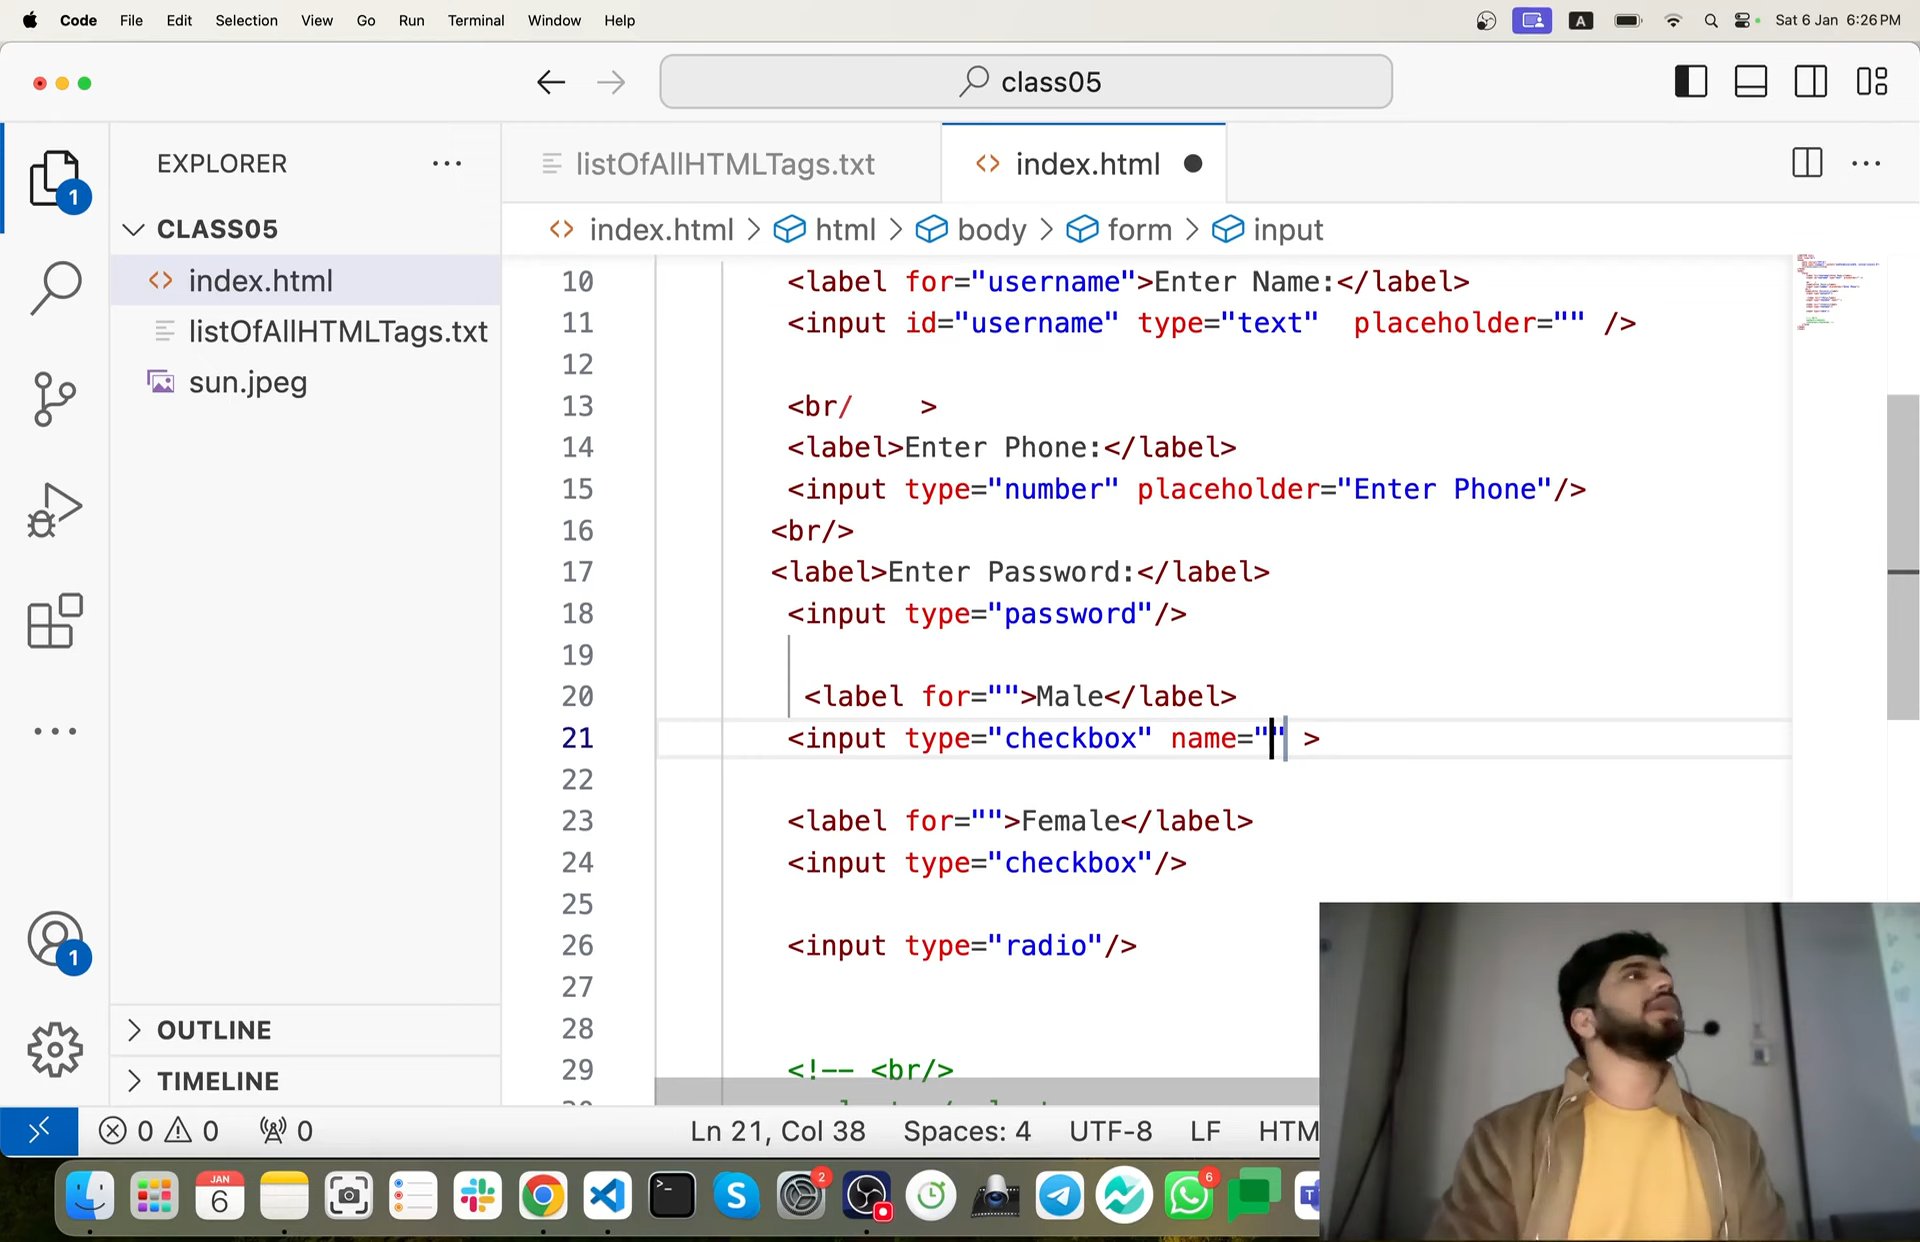 Code File Edit Selection View Go Run Terminal Window Help A Sat 6 Jan 6:26 PM
class05
EXPLORER
listOfAllHTMLTags.txt index.html
1
CLASS05
index.html > html > body > form > input
index.html
listOfAllHTMLTags.txt
sun.jpeg
10 <label for="username">Enter Name:</label>
11 <input id="username" type="text" placeholder="" />
12
13 <br/ >
14 <label>Enter Phone:</label>
15 <input type="number" placeholder="Enter Phone"/>
16 <br/>
17 <label>Enter Password:</label>
18 <input type="password"/>
19
20 <label for="">Male</label>
21 <input type="checkbox" name="" >
22
23 <label for="">Female</label>
24 <input type="checkbox"/>
25
26 <input type="radio"/>
27
28
29 <!-- <br/>
1
OUTLINE
TIMELINE
0 0 0 Ln 21, Col 38 Spaces: 4 UTF-8 LF HTM
JAN
6
2
6
S
T